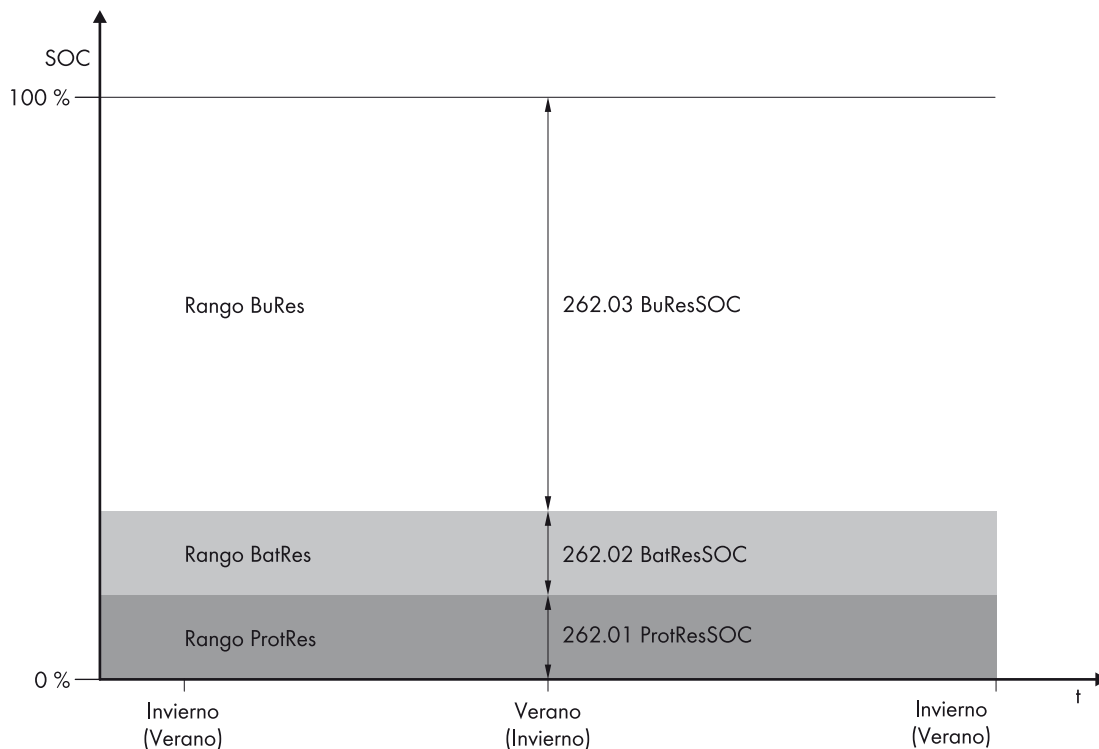 SOC
100 %
Rango BuRes
262.03 BuResSOC
Rango BatRes
262.02 BatResSOC
Rango ProtRes
262.01 ProtResSOC
0 %
t
Invierno
(Verano)
Verano
(Invierno)
Invierno
(Verano)